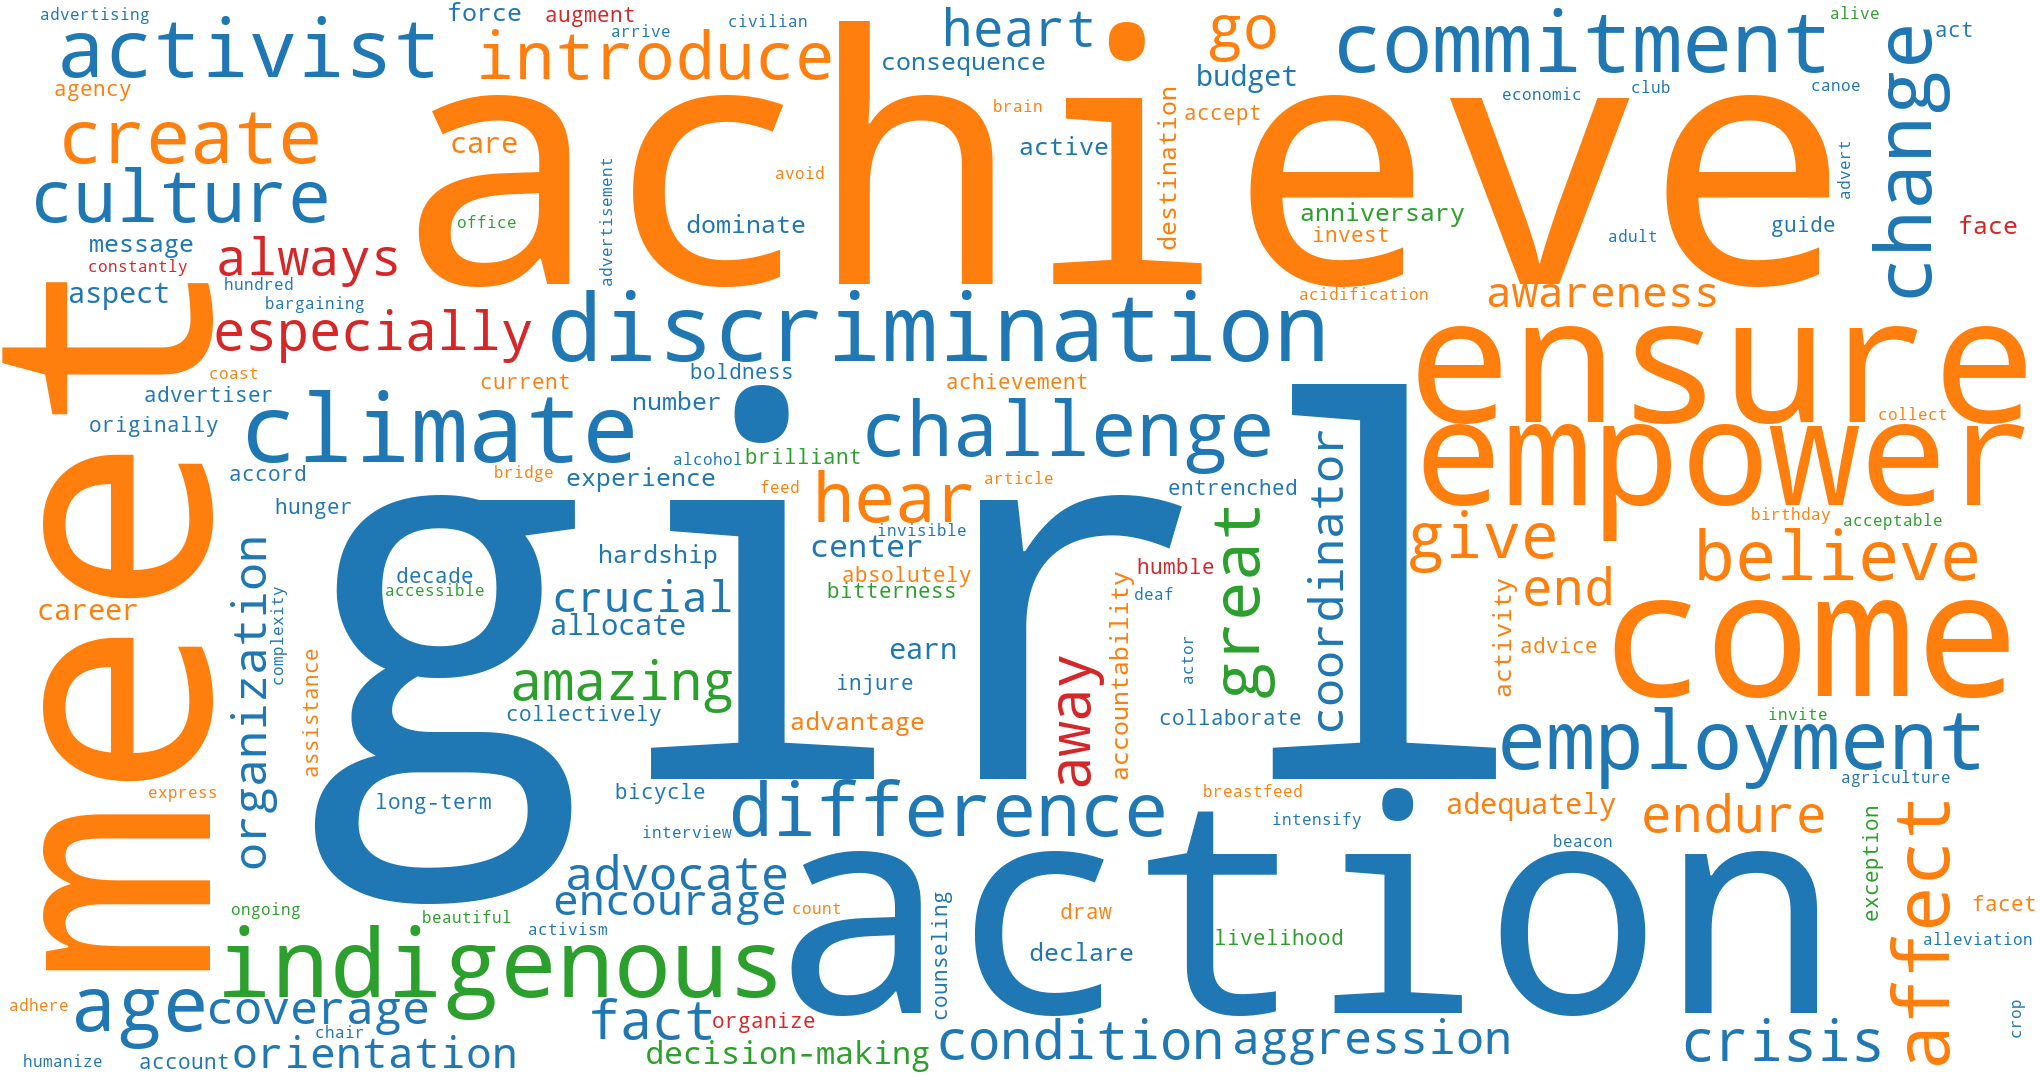 advertising
force
augment
arrive
civilian
heart
go
commitment
alive
act
activist
introduce
consequence
budget
change
agency
achieve
brain
accept
economic
club
canoe
create
care
active
destination
advert
culture
advertisement
avoid
office
dominate
anniversary
invest
adult
guide
face
message
always
constantly
hundred
aspect
bargaining
acidification
awareness
meet
especially
discrimination
ensure
coast
current
boldness
achievement
advertiser
number
originally
climate
challenge
collect
empower
accord
bridge
experience
alcohol
brilliant
feed
hear
article
entrenched
coordinator
hunger
girl
invisible
great
birthday
acceptable
give
believe
organization
hardship
center
decade
absolutely
humble
accessible
complexity
bitterness
deaf
end
career
crucial
allocate
accountability
activity
come
assistance
amazing
earn
away
actor
advice
injure
collectively
advantage
collaborate
invite
employment
agriculture
express
long-term
bicycle
breastfeed
adequately
endure
interview
difference
intensify
beacon
exception
affect
advocate
encourage
action
ongoing
beautiful
count
draw
facet
activism
counseling
livelihood
alleviation
indigenous
declare
adhere
age
coverage
fact
organize
crop
chair
humanize
account
orientation
decision-making
condition
aggression
crisis